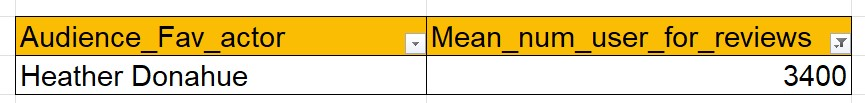 Audience_Fav_actor Mean_num_user_for_reviews
Heather Donahue 3400